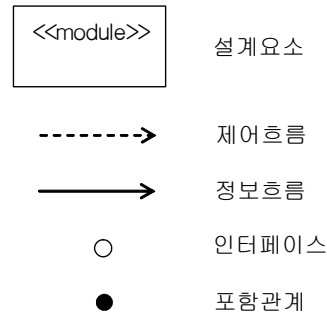 <<module>>
설계요소
제어흐름
정보흐름
인터페이스
포함관계